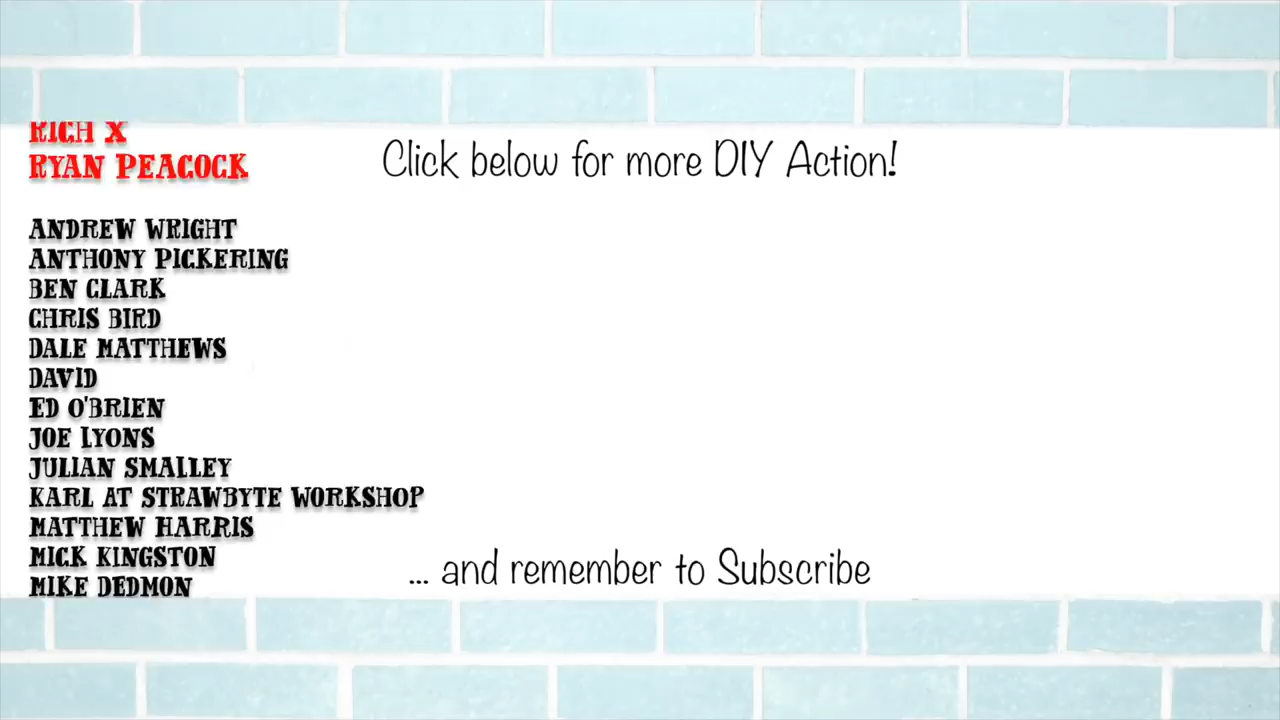 RICH X
RYAN PEACOCK
Click below for more DIY Action!
ANDREW WRIGHT
ANTHONY PICKERING
BEN CLARK
CHRIS BIRD
DALE MATTHEWS
DAVID
ED O'BRIEN
JOE LYONS
JULIAN SMALLEY
KARL AT STRAWBYTE WORKSHOP
MATTHEW HARRIS
MICK KINGSTON
MIKE DEDMON
... and remember to Subscribe